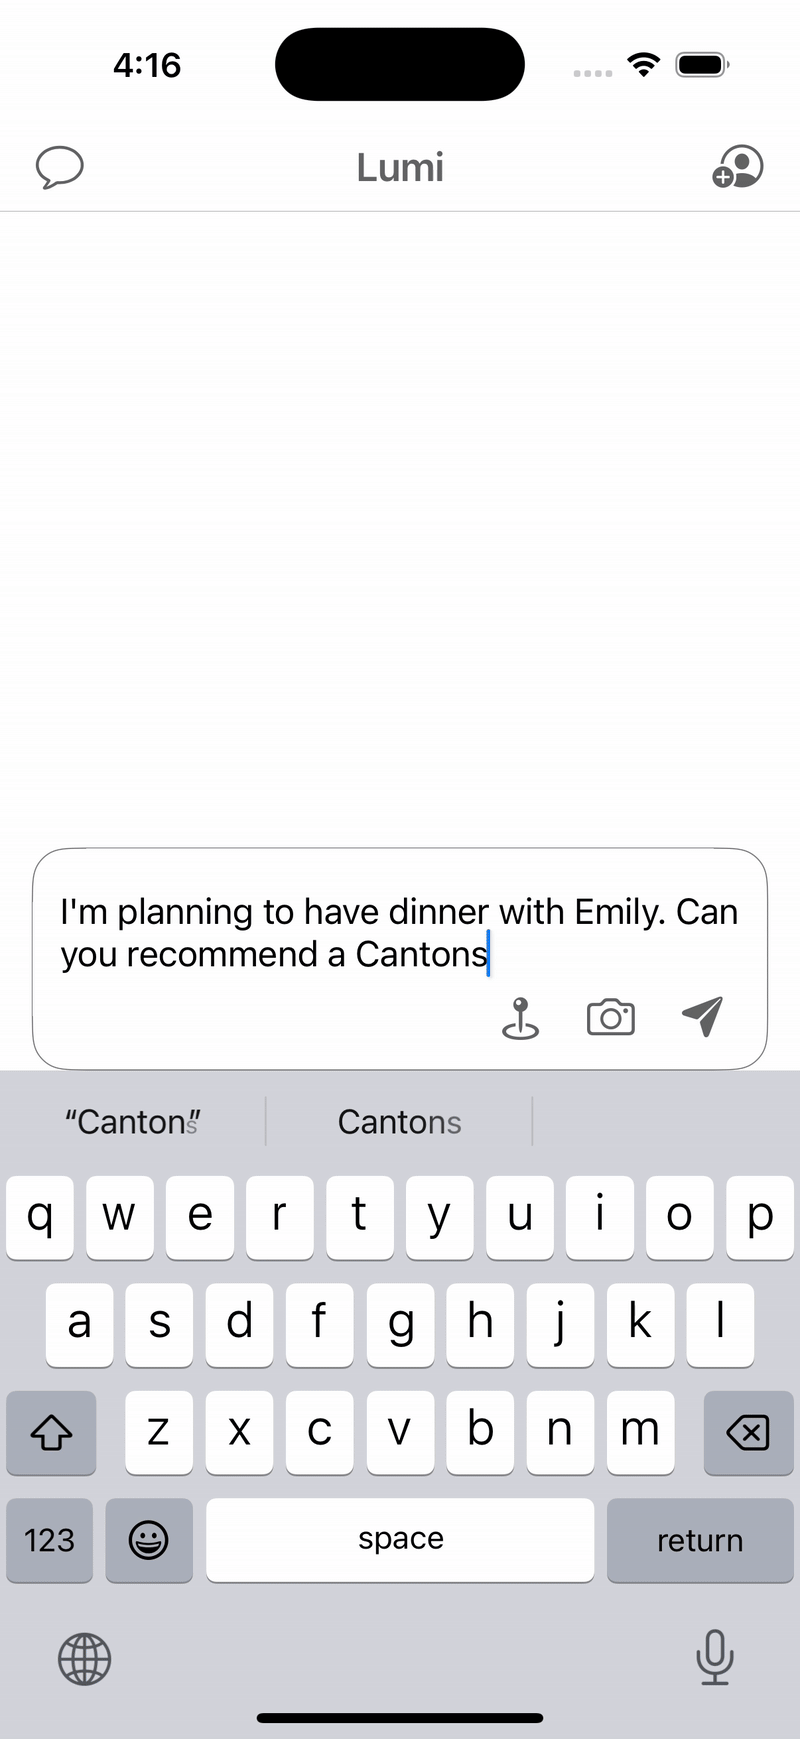 4:16
Lumi
I'm planning to have dinner with Emily. Can
you recommend a Cantons
“Cantons” Cantons
q w e r t y u i o p
a s d f g h j k l
z x c v b n m
123 space return